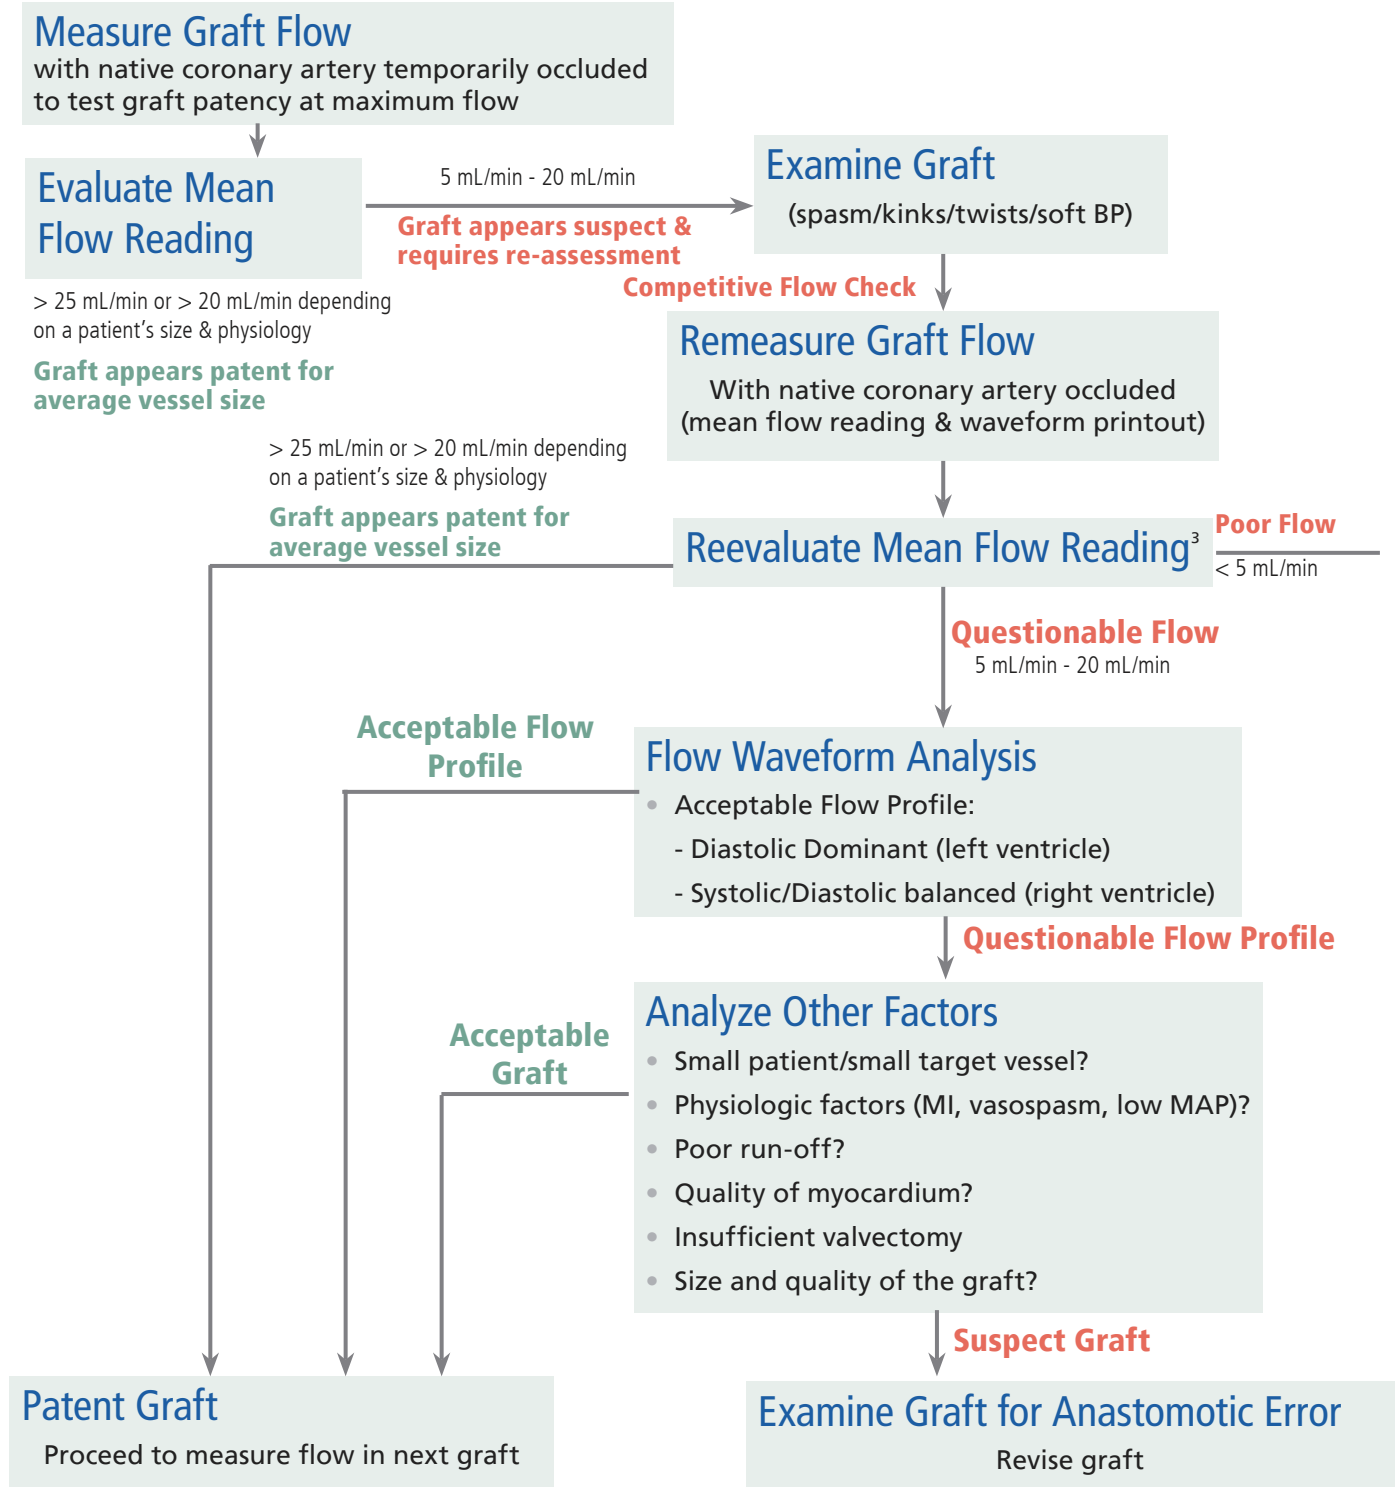 Measure Graft Flow
with native coronary artery temporarily occluded
to test graft patency at maximum flow
Evaluate Mean
Flow Reading
5 mL/min - 20 mL/min
Graft appears suspect &
requires re-assessment
Examine Graft
(spasm/kinks/twists/soft BP)
> 25 mL/min or > 20 mL/min depending
on a patient's size & physiology
Graft appears patent for
average vessel size
Competitive Flow Check
Remeasure Graft Flow
With native coronary artery occluded
(mean flow reading & waveform printout)
> 25 mL/min or > 20 mL/min depending
on a patient's size & physiology
Graft appears patent for
average vessel size
Reevaluate Mean Flow Reading³
Poor Flow
< 5 mL/min
Questionable Flow
5 mL/min - 20 mL/min
Acceptable Flow
Profile
Flow Waveform Analysis
• Acceptable Flow Profile:
- Diastolic Dominant (left ventricle)
- Systolic/Diastolic balanced (right ventricle)
Questionable Flow Profile
Acceptable
Graft
Analyze Other Factors
• Small patient/small target vessel?
• Physiologic factors (MI, vasospasm, low MAP)?
• Poor run-off?
• Quality of myocardium?
• Insufficient valvectomy
• Size and quality of the graft?
Suspect Graft
Patent Graft
Proceed to measure flow in next graft
Examine Graft for Anastomotic Error
Revise graft